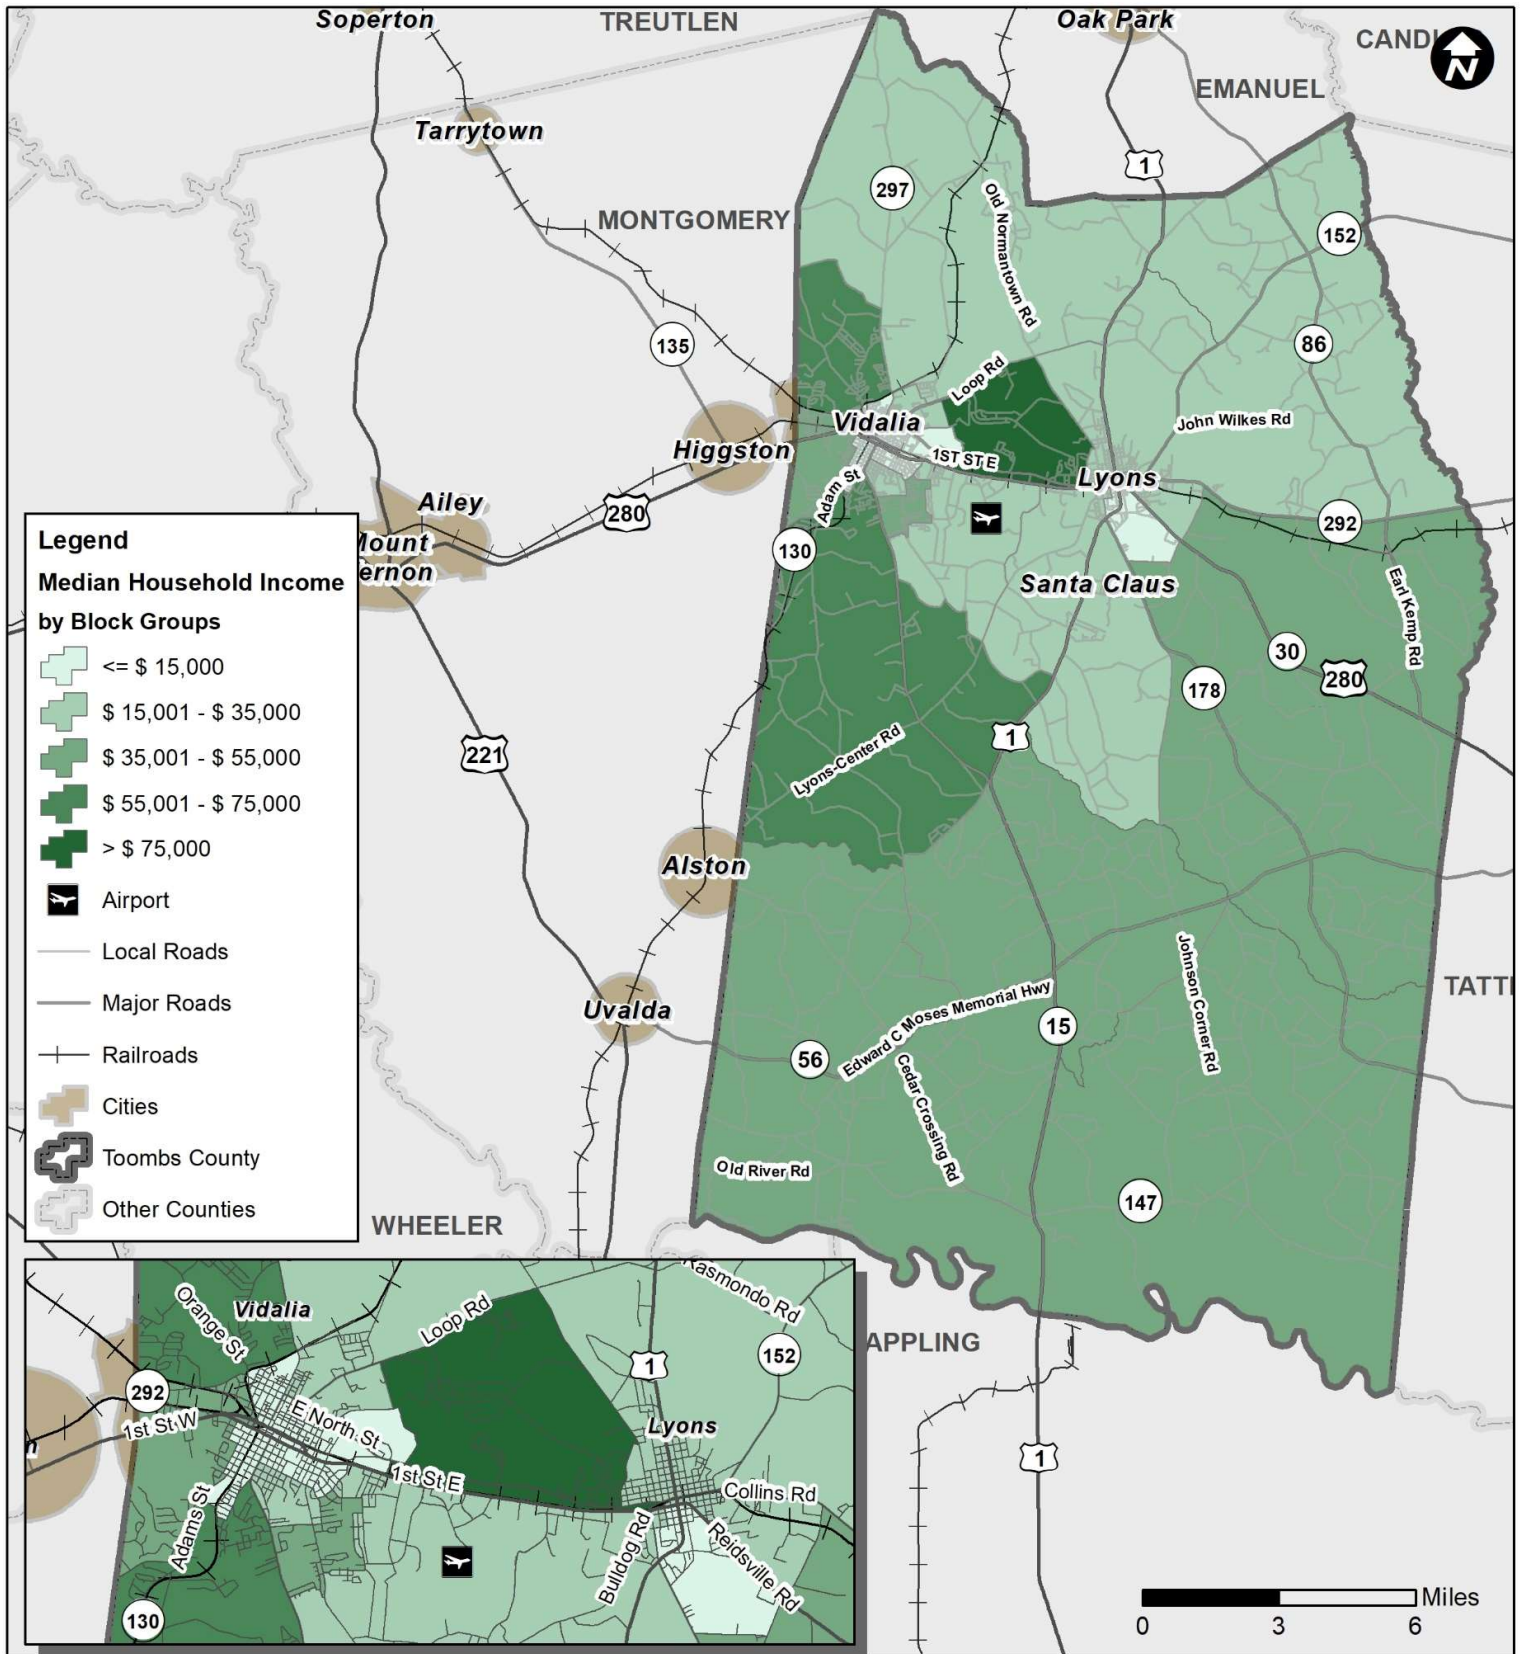 Soperton
TREUTLEN
Oak Park
CANDL
N
EMANUEL
Tarrytown
1
297
Old Normantown Rd
MONTGOMERY
152
135
86
Loop Rd
Vidalia
John Wilkes Rd
Higgston
1ST ST E
Lyons
Adam St
Ailey
280
292
Mount
ernon
130
Santa Claus
Earl Kemp Rd
30
280
178
1
Lyons-Center Rd
221
Alston
Johnson Corner Rd
TATT
Uvalda
Edward C Moses Memorial Hwy
15
56
Cedar Crossing Rd
Old River Rd
147
WHEELER
APPLING
1
Legend
Median Household Income
by Block Groups
<= $ 15,000
$ 15,001 - $ 35,000
$ 35,001 - $ 55,000
$ 55,001 - $ 75,000
> $ 75,000
Airport
Local Roads
Major Roads
Railroads
Cities
Toombs County
Other Counties
Rasmondo Rd
Orange St
Vidalia
Loop Rd
1
152
292
1st St W
E North St
Lyons
n
1st St E
Collins Rd
Adams St
Bulldog Rd
Reidsville Rd
130
Miles
0 3 6